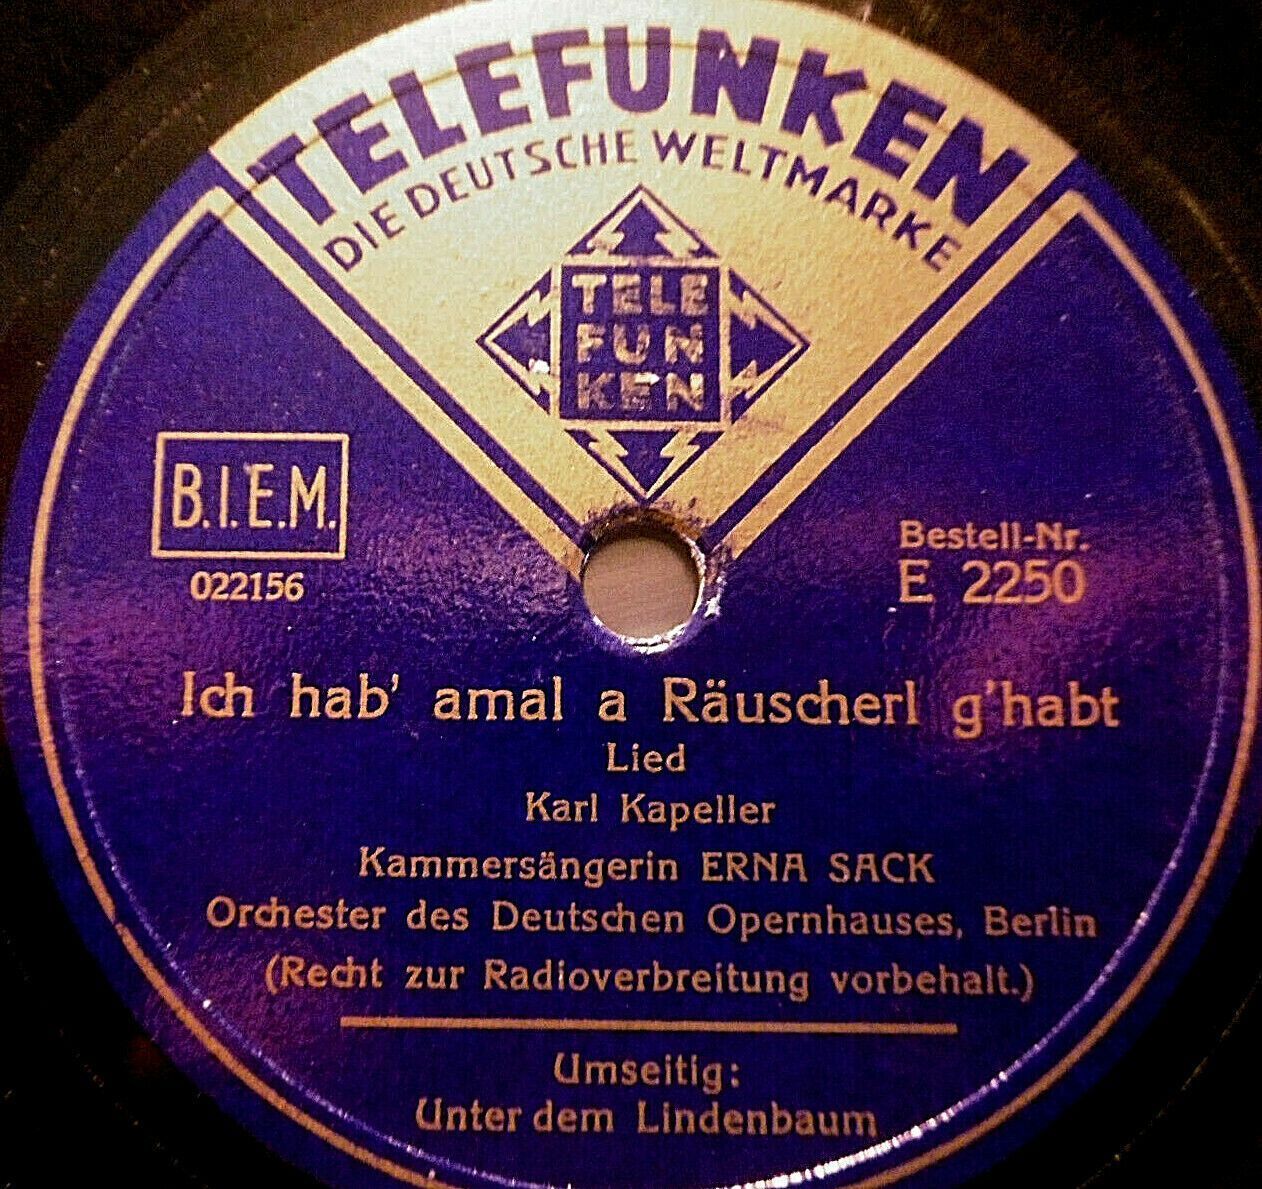 TELEFUNKEN
DIE DEUTSCHE WELTMARKE
TELE
FUN
KEN
B.I.E.M.
022156
Bestell-Nr.
E 2250
Ich hab' amal a Räuscherl g'habt
Lied
Karl Kapeller
Kammersängerin ERNA SACK
Orchester des Deutschen Opernhauses, Berlin
(Recht zur Radioverbreitung vorbehalt.)
Umseitig:
Unter dem Lindenbaum